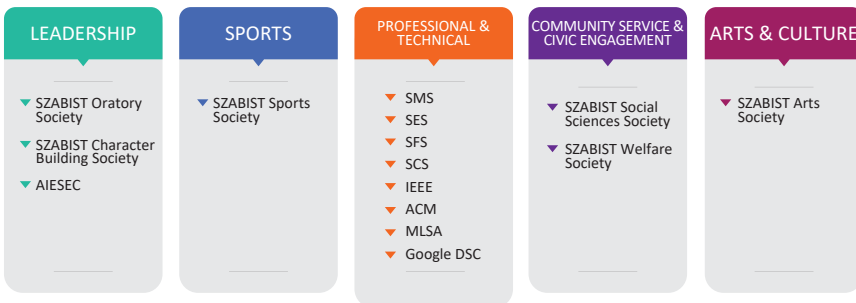 LEADERSHIP
SZABIST Oratory
Society
SZABIST Character
Building Society
AIESEC
SPORTS
SZABIST Sports
Society
PROFESSIONAL &
TECHNICAL
SMS
SES
SFS
SCS
IEEE
ACM
MLSA
Google DSC
COMMUNITY SERVICE &
CIVIC ENGAGEMENT
SZABIST Social
Sciences Society
SZABIST Welfare
Society
ARTS & CULTURE
SZABIST Arts
Society